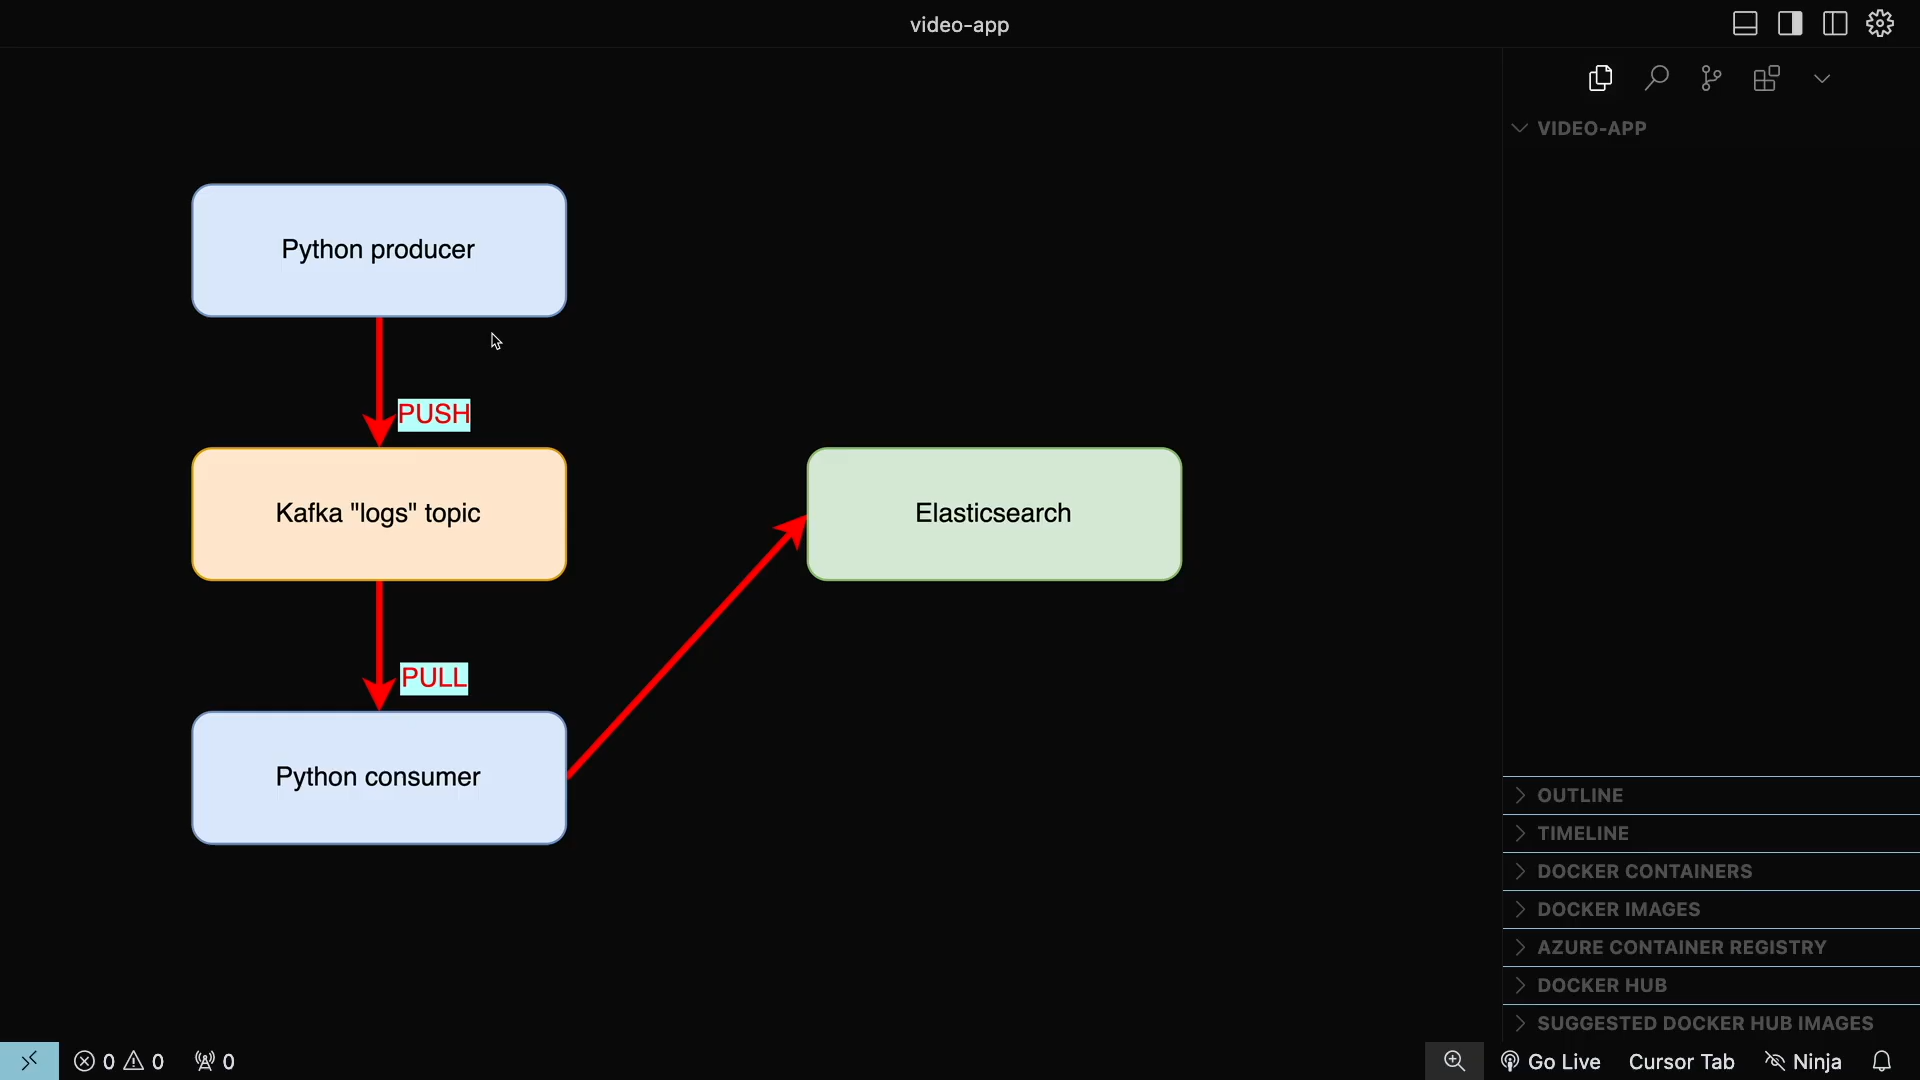 video-app
VIDEO-APP
Python producer
PUSH
Kafka "logs" topic
Elasticsearch
PULL
Python consumer
OUTLINE
TIMELINE
DOCKER CONTAINERS
DOCKER IMAGES
AZURE CONTAINER REGISTRY
DOCKER HUB
SUGGESTED DOCKER HUB IMAGES
0 0 0 Go Live Cursor Tab Ninja